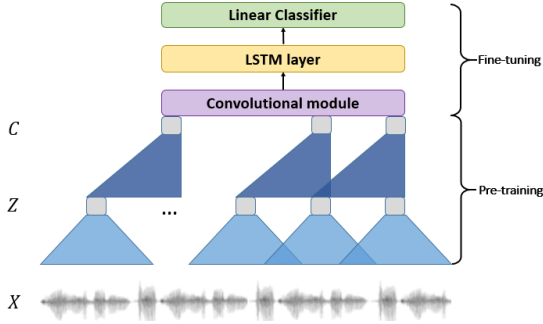 Linear Classifier
LSTM layer
Fine-tuning
Convolutional module
C
Z
...
Pre-training
X